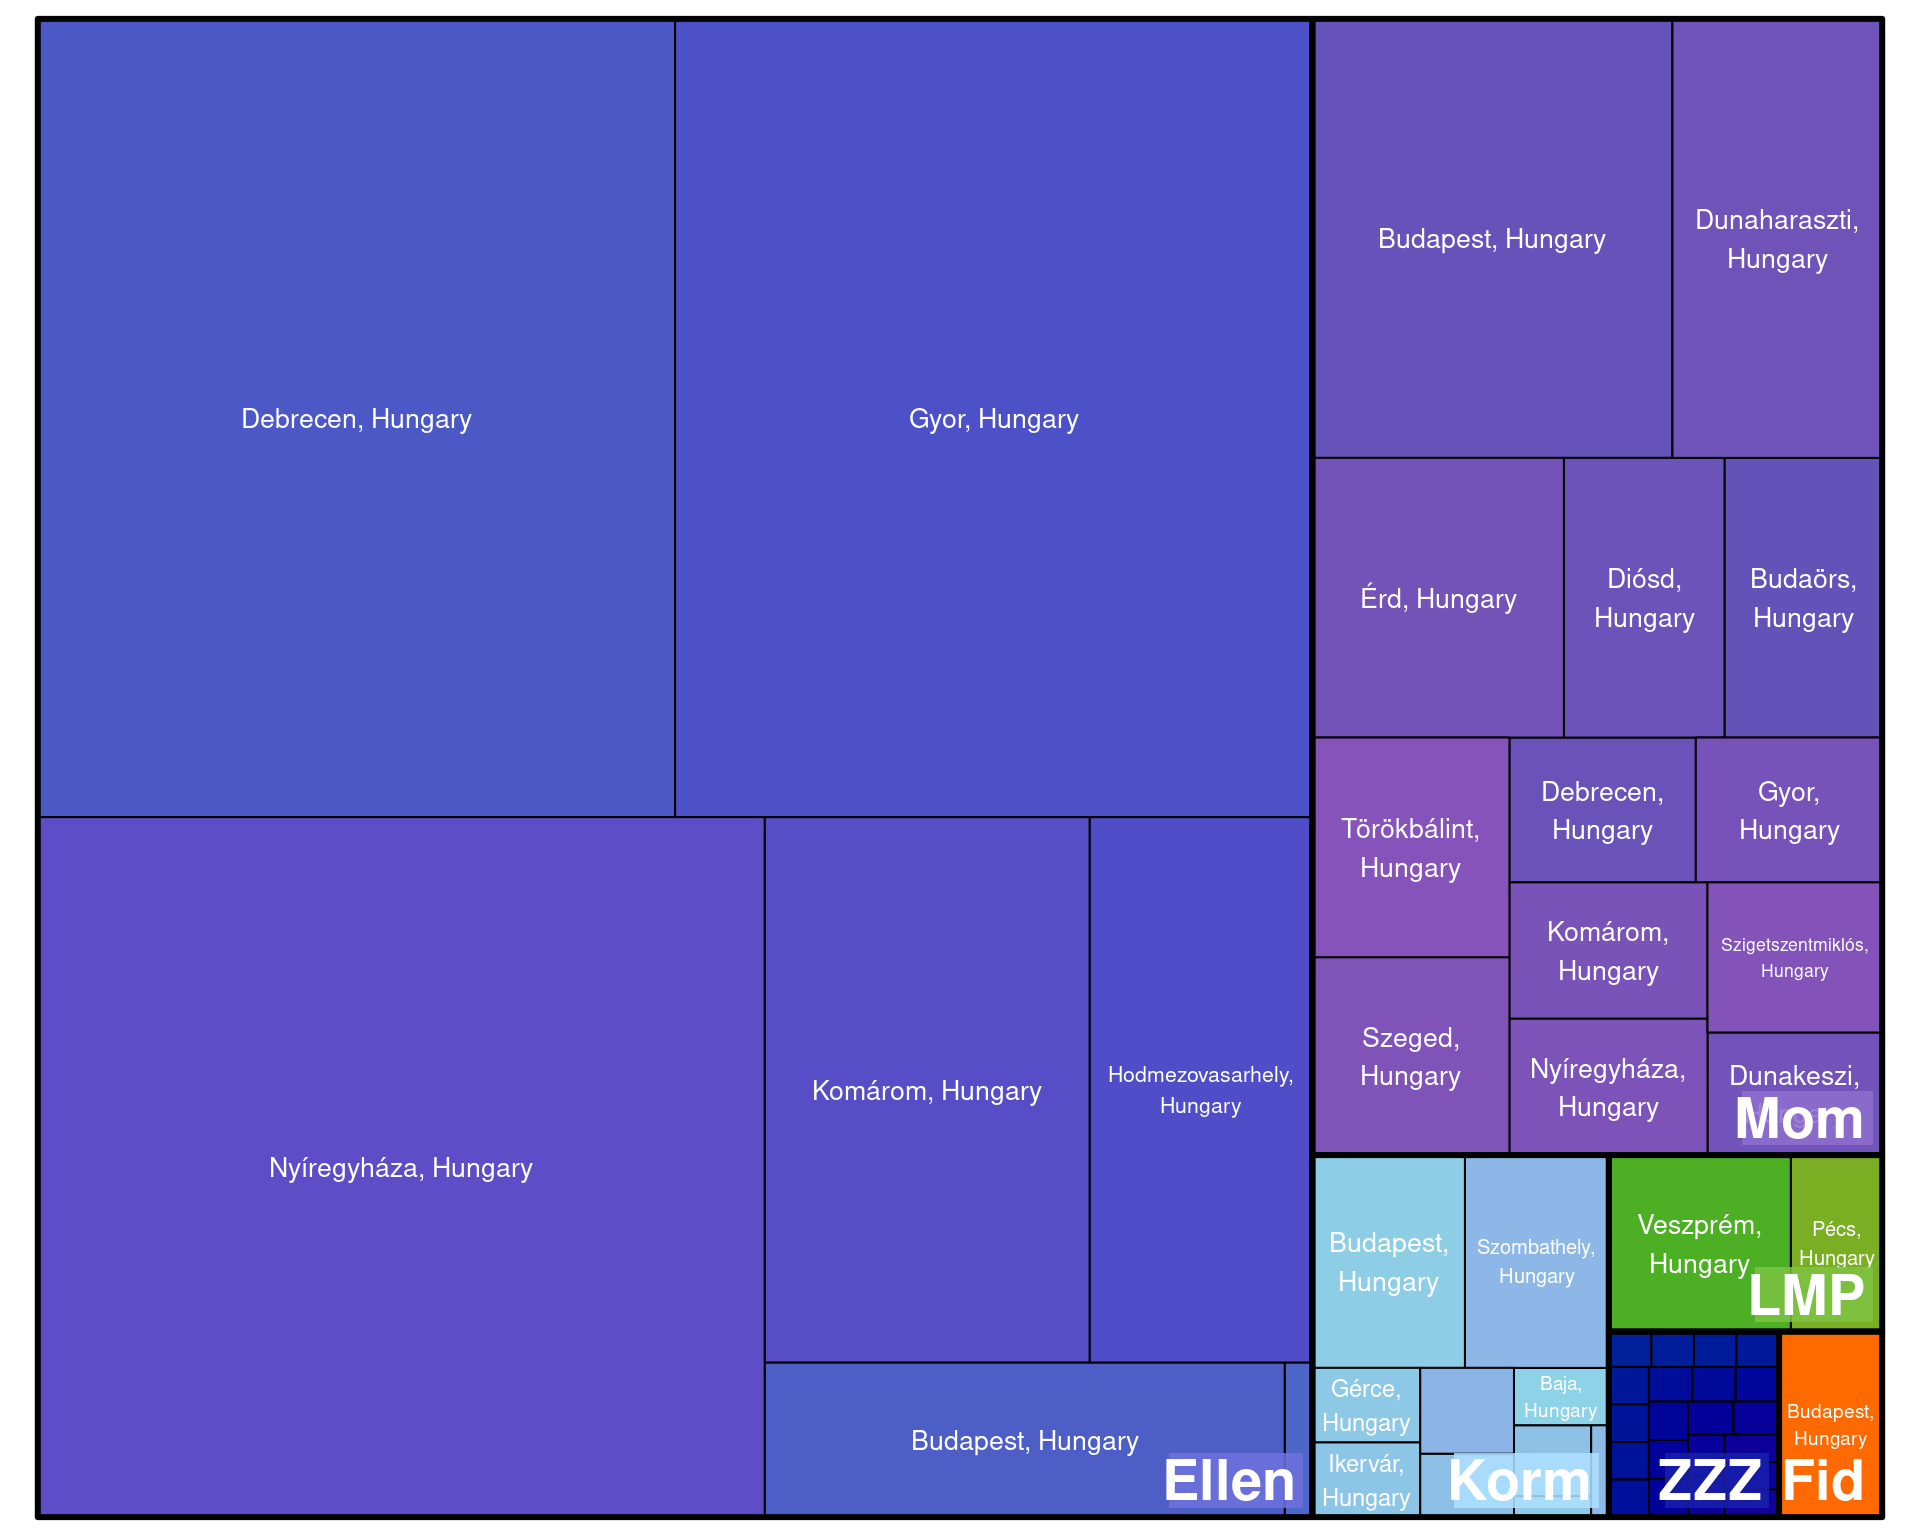 Debrecen, Hungary
Gyor, Hungary
Nyíregyháza, Hungary
Komárom, Hungary
Hodmezovasarhely,
Hungary
Budapest, Hungary
Ellen
Budapest, Hungary
Dunaharaszti,
Hungary
Érd, Hungary
Diósd,
Hungary
Budaörs,
Hungary
Törökbálint,
Hungary
Debrecen,
Hungary
Gyor,
Hungary
Komárom,
Hungary
Szigetszentmiklós,
Hungary
Szeged,
Hungary
Nyíregyháza,
Hungary
Dunakeszi,
Mom
Budapest,
Hungary
Szombathely,
Hungary
Gérce,
Hungary
Baja,
Hungary
Ikervár,
Hungary
Korm
Veszprém,
Hungary
Pécs,
Hungary
LMP
ZZZ
Budapest,
Hungary
Fid